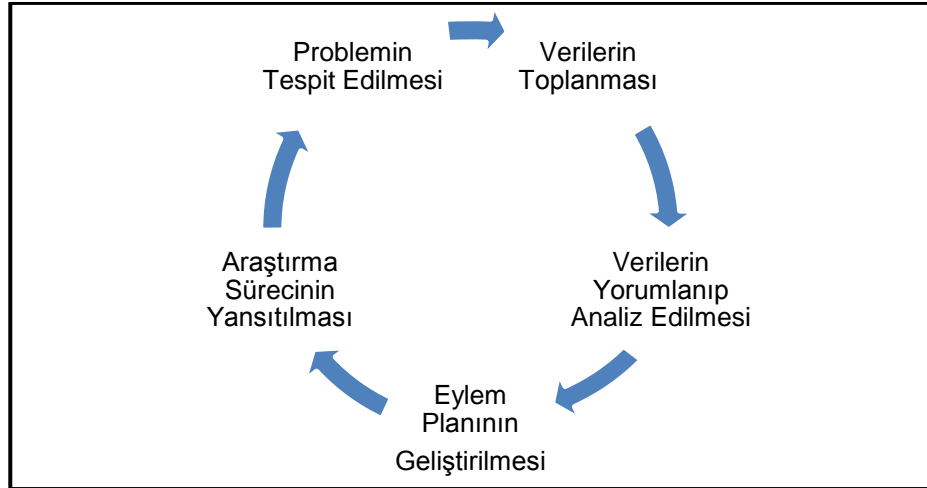 Problemin
Tespit Edilmesi
Verilerin
Toplanması
Verilerin
Yorumlanıp
Analiz Edilmesi
Eylem
Planının
Geliştirilmesi
Araştırma
Sürecinin
Yansıtılması